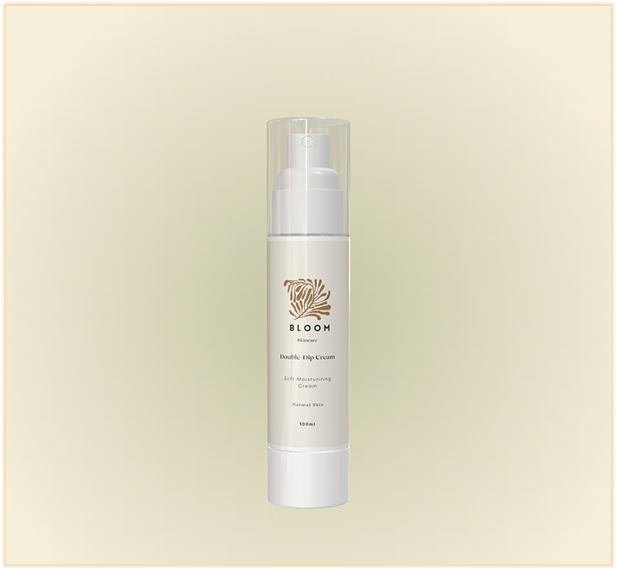 BLOOM
Skincare
Double-Dip Cream
Soft Moisturizing
Cream
Normal Skin
100ml